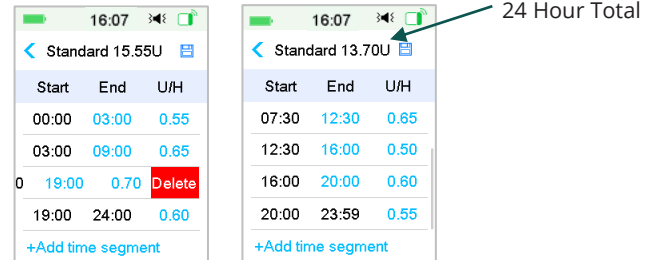 16:07
Standard 15.55U
Start End U/H
00:00 03:00 0.55
03:00 09:00 0.65
0 19:00 0.70 Delete
19:00 24:00 0.60
+Add time segment
16:07
Standard 13.70U
Start End U/H
07:30 12:30 0.65
12:30 16:00 0.50
16:00 20:00 0.60
20:00 23:59 0.55
+Add time segment
24 Hour Total